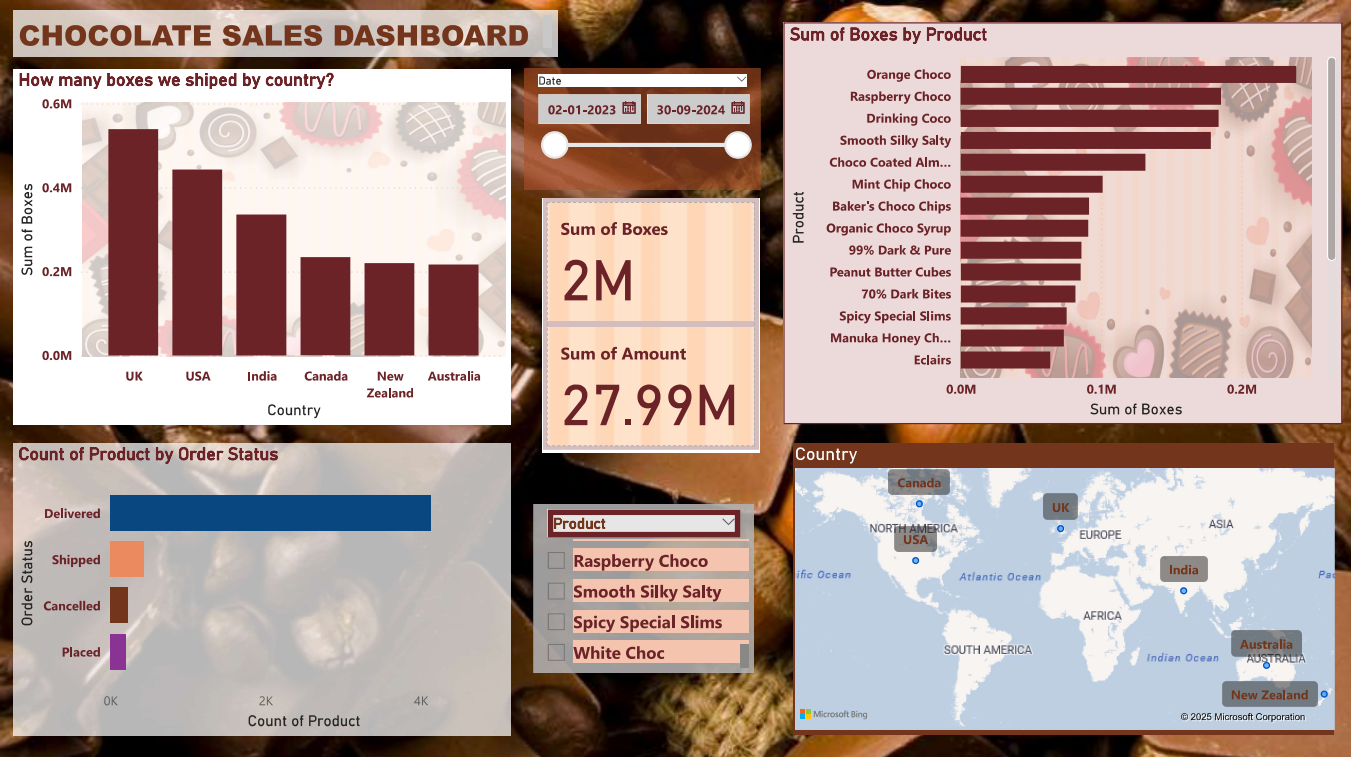 CHOCOLATE SALES DASHBOARD
How many boxes we shiped by country?
0.6M
0.4M
0.2M
0.0M
Sum of Boxes
UK
USA
India
Canada
New
Zealand
Australia
Country
Date
02-01-2023
30-09-2024
Sum of Boxes
2M
Sum of Amount
27.99M
Sum of Boxes by Product
Product
Orange Choco
Raspberry Choco
Drinking Coco
Smooth Silky Salty
Choco Coated Alm...
Mint Chip Choco
Baker's Choco Chips
Organic Choco Syrup
99% Dark & Pure
Peanut Butter Cubes
70% Dark Bites
Spicy Special Slims
Manuka Honey Ch...
Eclairs
0.0M
0.1M
0.2M
Sum of Boxes
Count of Product by Order Status
Order Status
Delivered
Shipped
Cancelled
Placed
0K
2K
4K
Count of Product
Product
Raspberry Choco
Smooth Silky Salty
Spicy Special Slims
White Choc
Country
Canada
UK
NORTH AMERICA
USA
EUROPE
ASIA
India
ific Ocean
Atlantic Ocean
Pac
AFRICA
SOUTH AMERICA
Indian Ocean
Australia
AUSTRALIA
New Zealand
Microsoft Bing
© 2025 Microsoft Corporation